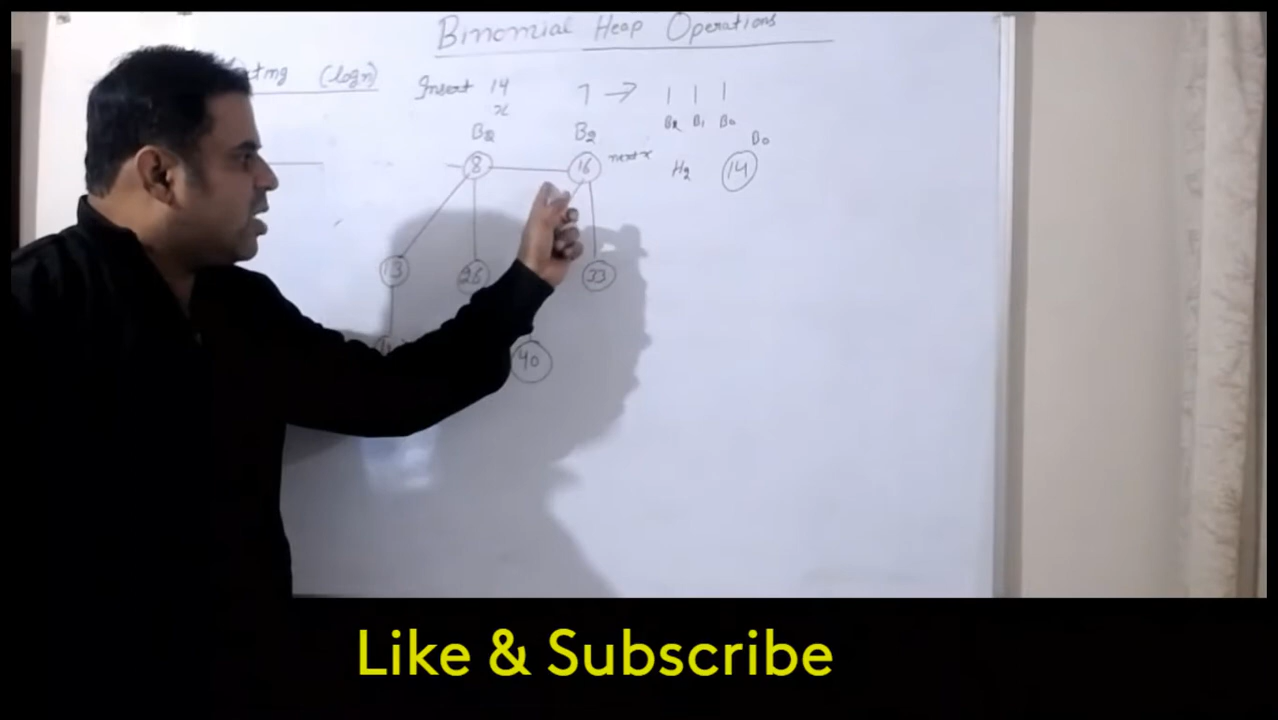 Binomial Heap Operations
(logn)
Insert 14
7 → 1 1 1
x
B2 B1 B0
B2 B2
B0
8 16 next x H2 14
13 26 33
40
Like & Subscribe